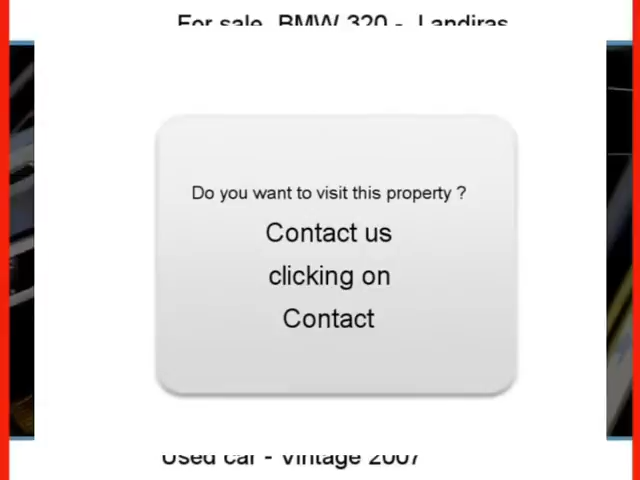 For sale BMW 320 - Landiras
Do you want to visit this property ?
Contact us
clicking on
Contact
Used car - Vintage 2007